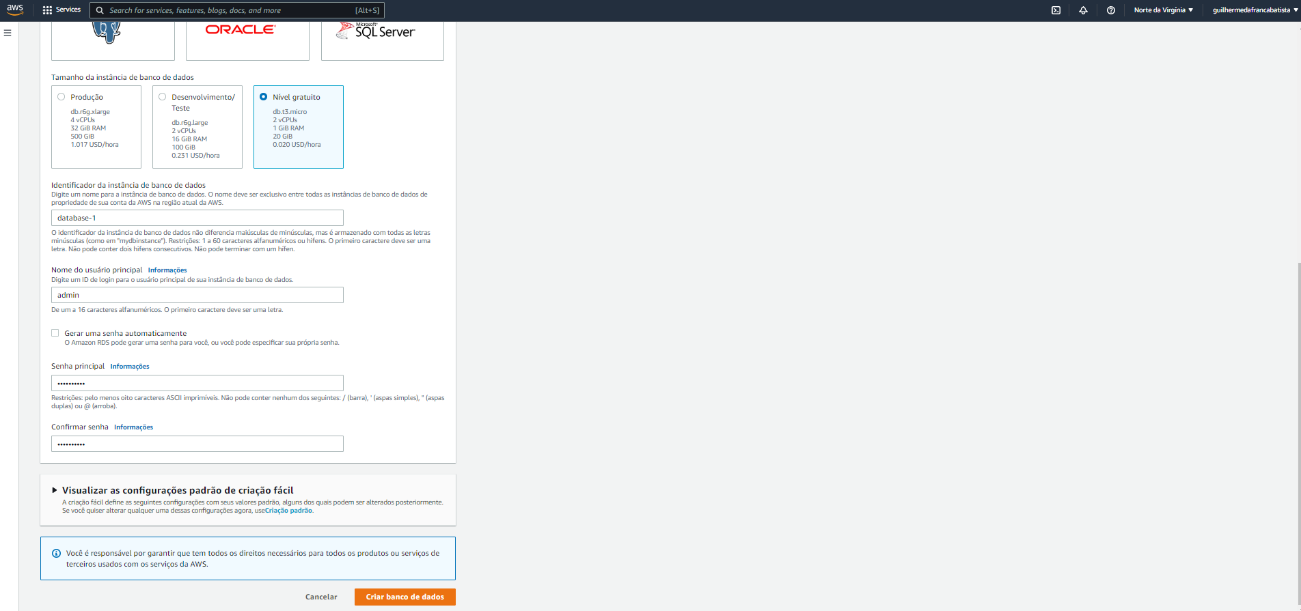 aws
Services
Search for services, features, blogs, docs, and more
[Alt+S]
Norte da Virgínia ▼
guilhermedafrancabatista ▼
ORACLE
Microsoft
SQL Server
Tamanho da instância de banco de dados
Produção
db.r6g.xlarge
4 vCPUs
32 GiB RAM
500 GiB
1.017 USD/hora
Desenvolvimento/
Teste
db.r6g.large
2 vCPUs
16 GiB RAM
100 GiB
0.231 USD/hora
Nível gratuito
db.t3.micro
2 vCPUs
1 GiB RAM
20 GiB
0.020 USD/hora
Identificador da instância de banco de dados
Digite um nome para a instância de banco de dados. O nome deve ser exclusivo entre todas as instâncias de banco de dados de
propriedade de sua conta da AWS na região atual da AWS.
database-1
O identificador da instância de banco de dados não diferencia maiúsculas de minúsculas, mas é armazenado com todas as letras
minúsculas (como em "mydbinstance"). Restrições: 1 a 60 caracteres alfanuméricos ou hifens. O primeiro caractere deve ser uma
letra. Não pode conter dois hifens consecutivos. Não pode terminar com um hífen.
Nome do usuário principal Informações
Digite um ID de login para o usuário principal de sua instância de banco de dados.
admin
De um a 16 caracteres alfanuméricos. O primeiro caractere deve ser uma letra.
Gerar uma senha automaticamente
O Amazon RDS pode gerar uma senha para você, ou você pode especificar sua própria senha.
Senha principal Informações
••••••••••
Restrições: pelo menos oito caracteres ASCII imprimíveis. Não pode conter nenhum dos seguintes: / (barra), ' (aspas simples), " (aspas
duplas) ou @ (arroba).
Confirmar senha Informações
••••••••••
Visualizar as configurações padrão de criação fácil
A criação fácil define as seguintes configurações com seus valores padrão, alguns dos quais podem ser alterados posteriormente.
Se você quiser alterar qualquer uma dessas configurações agora, useCriação padrão.
Você é responsável por garantir que tem todos os direitos necessários para todos os produtos ou serviços de
terceiros usados com os serviços da AWS.
Cancelar
Criar banco de dados